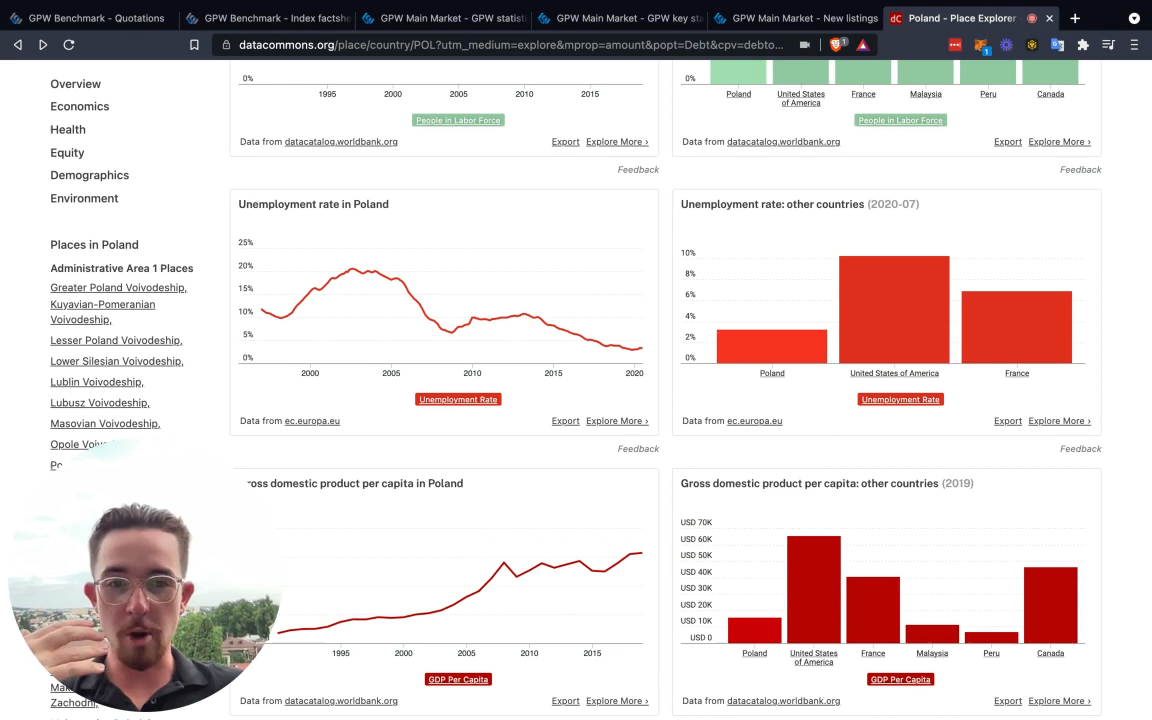 GPW Benchmark - Quotations
GPW Benchmark - Index factshe
GPW Main Market - GPW statist
GPW Main Market - GPW key sta
GPW Main Market - New listings
dC
Poland - Place Explorer
datacommons.org/place/country/POL?utm_medium=explore&mprop=amount&popt=Debt&cpv=debto...
1
1
Overview
Economics
Health
Equity
Demographics
Environment
Places in Poland
Administrative Area 1 Places
Greater Poland Voivodeship,
Kuyavian-Pomeranian
Voivodeship,
Lesser Poland Voivodeship,
Lower Silesian Voivodeship,
Lublin Voivodeship,
Lubusz Voivodeship,
Masovian Voivodeship,
Opole Voiv
Po
Zachodni,
0%
1995
2000
2005
2010
2015
People in Labor Force
Data from datacatalog.worldbank.org
Export
Explore More ›
Feedback
0%
Poland
United States
of America
France
Malaysia
Peru
Canada
People in Labor Force
Data from datacatalog.worldbank.org
Export
Explore More ›
Feedback
Unemployment rate in Poland
25%
20%
15%
10%
5%
0%
2000
2005
2010
2015
2020
Unemployment Rate
Data from ec.europa.eu
Export
Explore More ›
Feedback
Unemployment rate: other countries (2020-07)
10%
8%
6%
4%
2%
0%
Poland
United States of America
France
Unemployment Rate
Data from ec.europa.eu
Export
Explore More ›
Feedback
ross domestic product per capita in Poland
1995
2000
2005
2010
2015
GDP Per Capita
Data from datacatalog.worldbank.org
Export
Explore More ›
Gross domestic product per capita: other countries (2019)
USD 70K
USD 60K
USD 50K
USD 40K
USD 30K
USD 20K
USD 10K
USD 0
Poland
United States
of America
France
Malaysia
Peru
Canada
GDP Per Capita
Data from datacatalog.worldbank.org
Export
Explore More ›